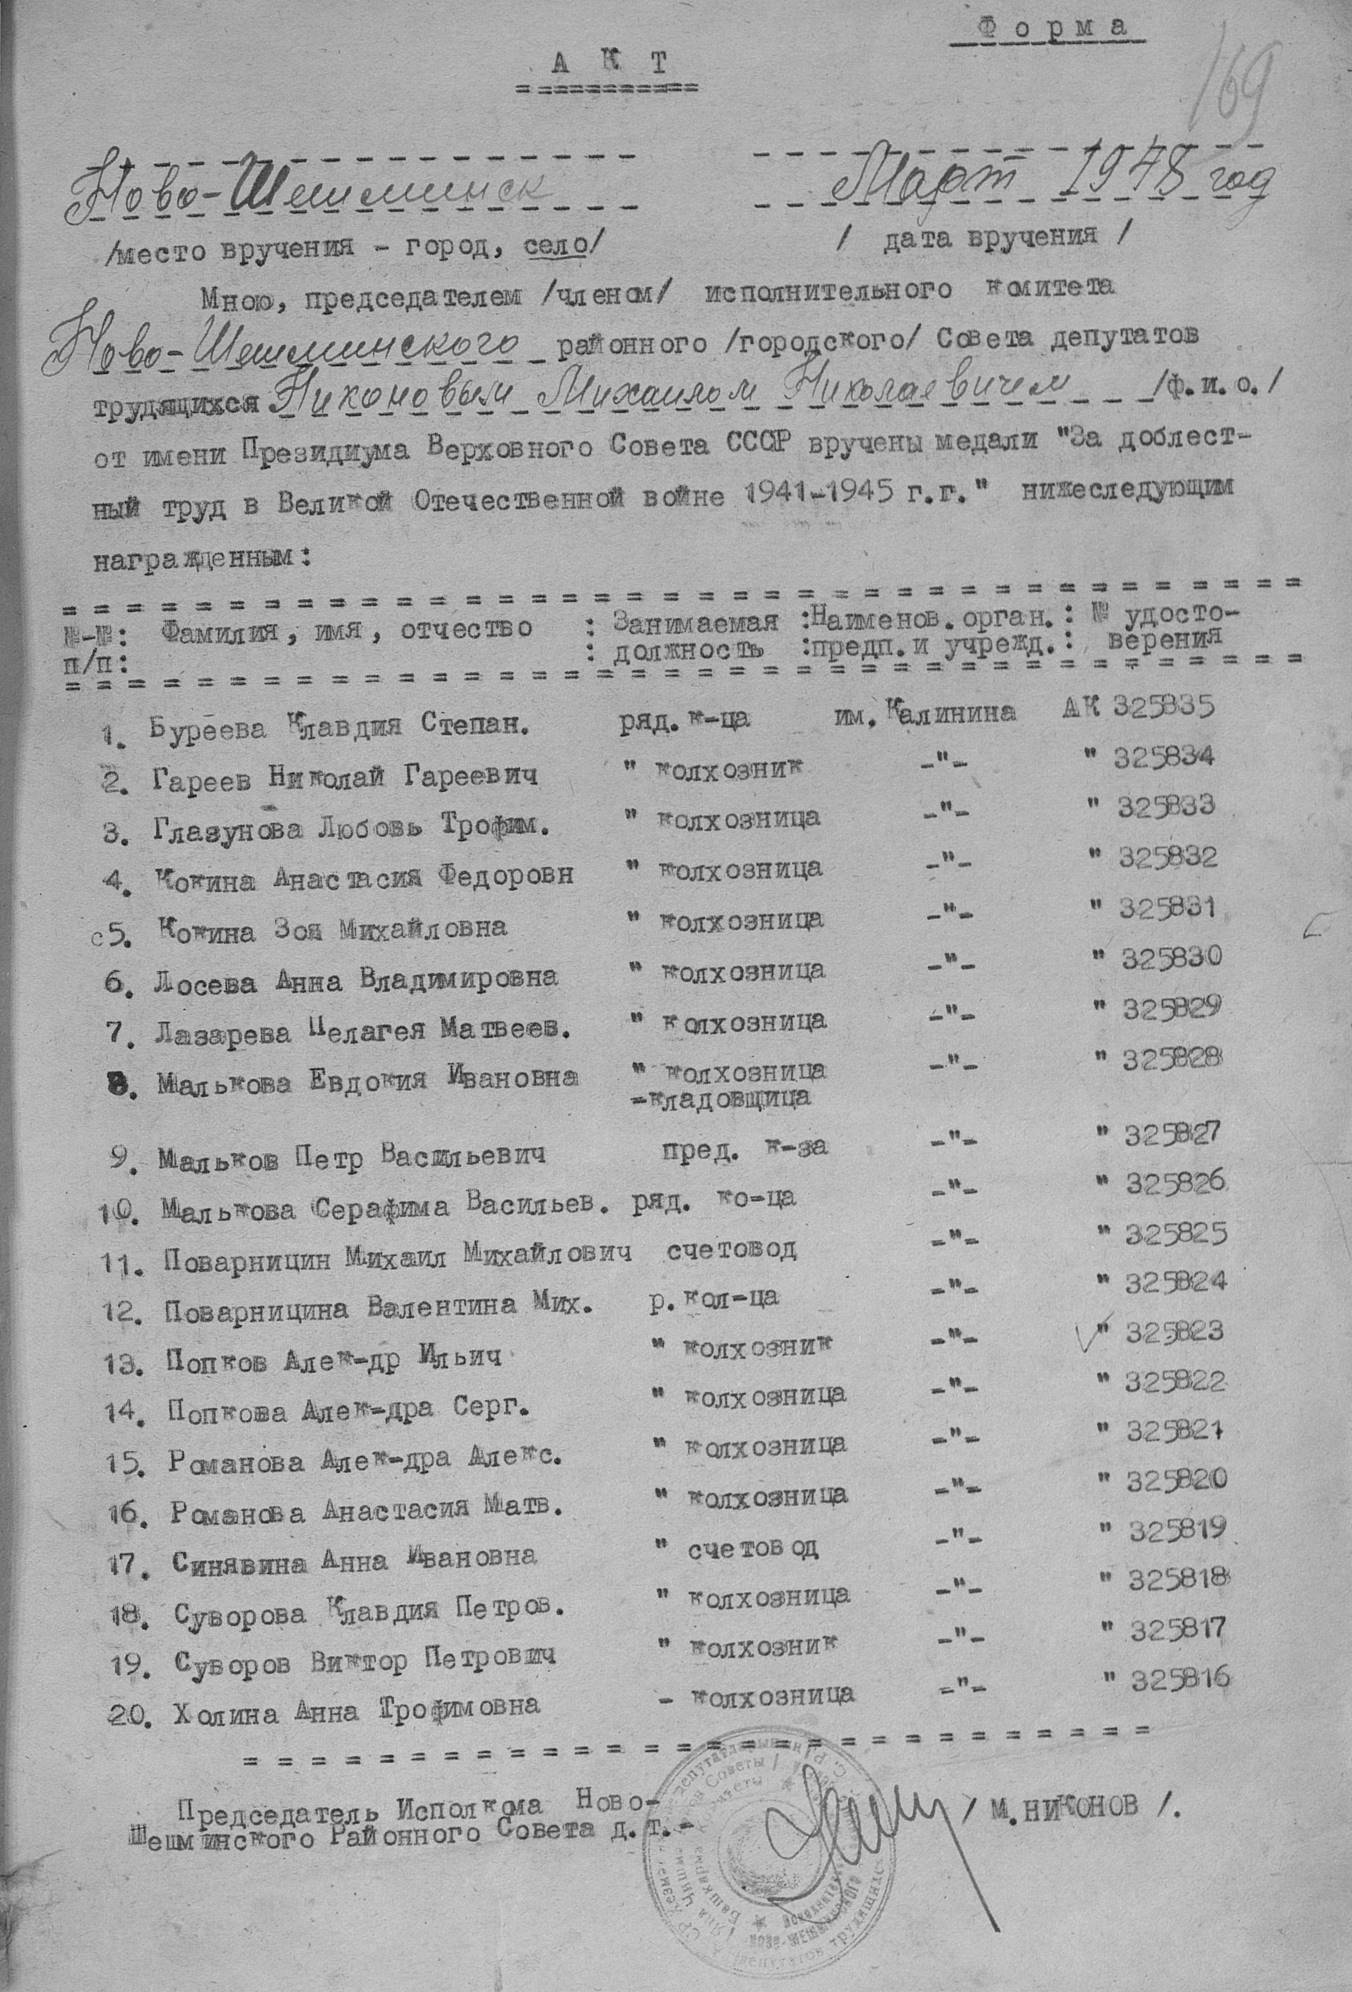 Форма
169
АКТ
Ново-Шешминск
Март 1948 год
/место вручения - город, село/
/ дата вручения /
Мною, председателем /членом/ исполнительного комитета
Ново-Шешминского районного /городского/ Совета депутатов
трудящихся Никоновым Михаилом Николаевичем /ф.и.о./
от имени Президиума Верховного Совета СССР вручены медали "За доблест-
ный труд в Великой Отечественной войне 1941-1945 г.г." нижеследующим
награжденным:
№-№: Фамилия, имя, отчество : Занимаемая :Наименов.орган.: № удосто-
п/п: : должность :предп.и учрежд.: верения
1. Буреева Клавдия Степан. ряд.к-ца им.Калинина АК 325835
2. Гареев Николай Гареевич " колхозник -"- " 325834
3. Глазунова Любовь Трофим. " колхозница -"- " 325833
4. Кокина Анастасия Федоровн " колхозница -"- " 325832
с5. Кокина Зоя Михайловна " колхозница -"- " 325831
6. Лосева Анна Владимировна " колхозница -"- " 325830
7. Лазарева Пелагея Матвеев. " колхозница -"- " 325829
8. Малькова Евдокия Ивановна " колхозница -"- " 325828
-кладовщица
9. Мальков Петр Васильевич пред. к-за -"- " 325827
10. Малькова Серафима Васильев. ряд. ко-ца -"- " 325826
11. Поварницин Михаил Михайлович счетовод -"- " 325825
12. Поварницина Валентина Мих. р.кол-ца -"- " 325824
13. Попков Алек-др Ильич " колхозник -"- ✓" 325823
14. Попкова Алек-дра Серг. " колхозница -"- " 325822
15. Романова Алек-дра Алекс. " колхозница -"- " 325821
16. Романова Анастасия Матв. " колхозница -"- " 325820
17. Синявина Анна Ивановна " счетовод -"- " 325819
18. Суворова Клавдия Петров. " колхозница -"- " 325818
19. Суворов Виктор Петрович " колхозник -"- " 325817
20. Холина Анна Трофимовна - колхозница -"- " 325816
Председатель Исполкома Ново-
Шешминского Районного Совета д.т.-
/ М.НИКОНОВ /.